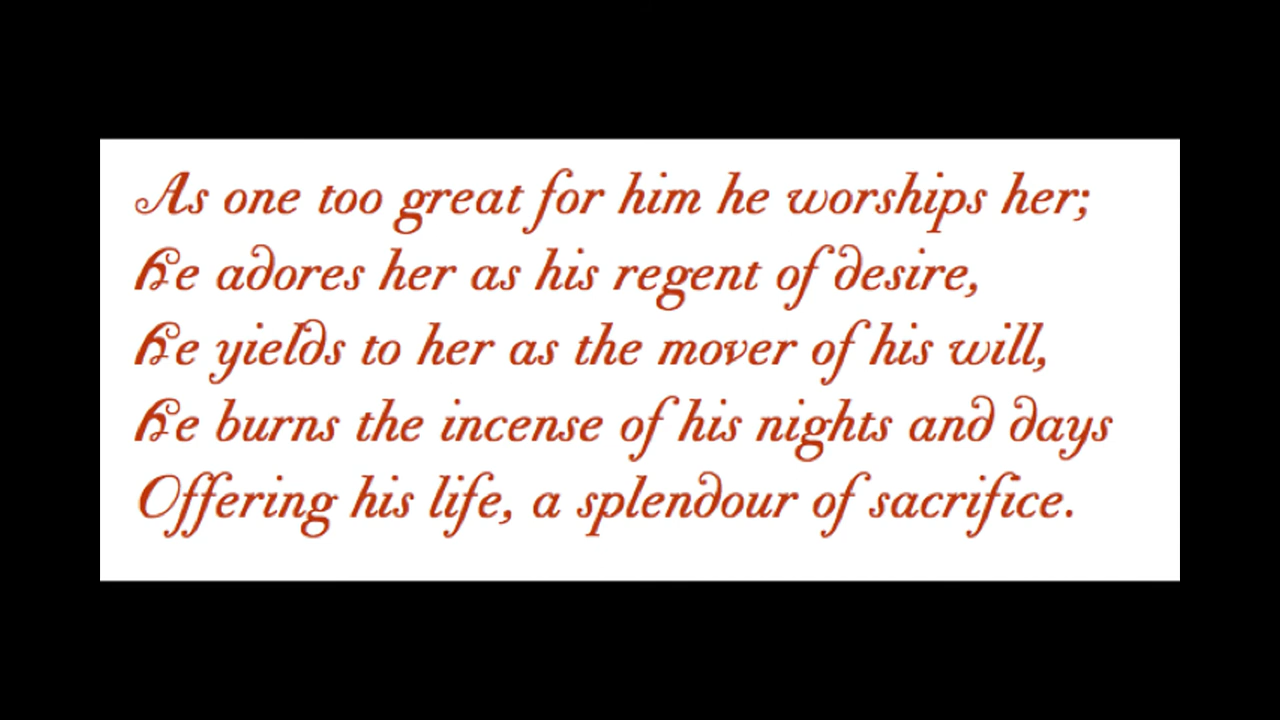 As one too great for him he worships her;
He adores her as his regent of desire,
He yields to her as the mover of his will,
He burns the incense of his nights and days
Offering his life, a splendour of sacrifice.